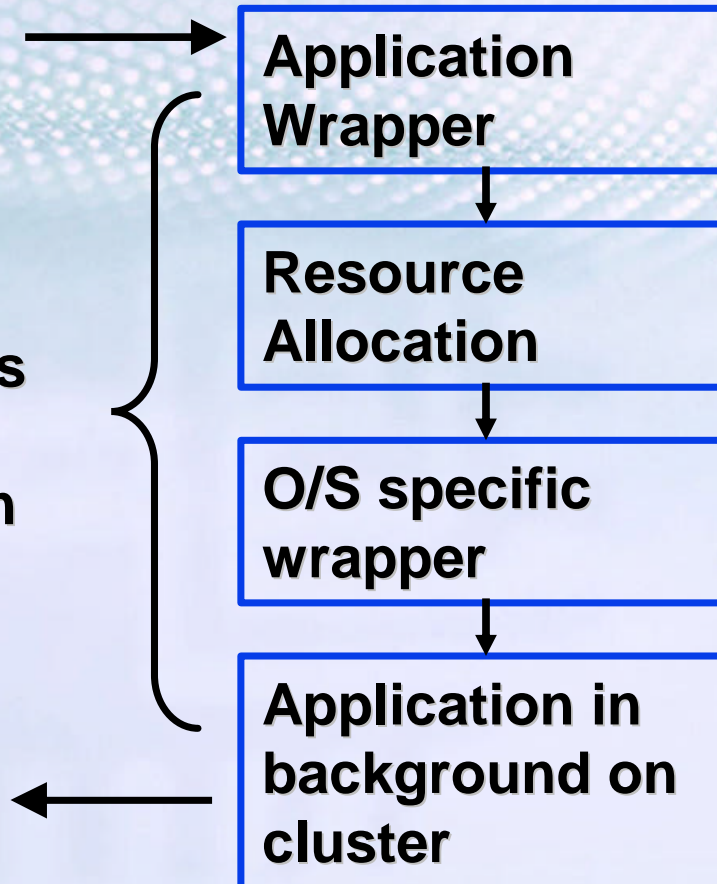 Application
Wrapper
Resource
Allocation
s
n
O/S specific
wrapper
Application in
background on
cluster